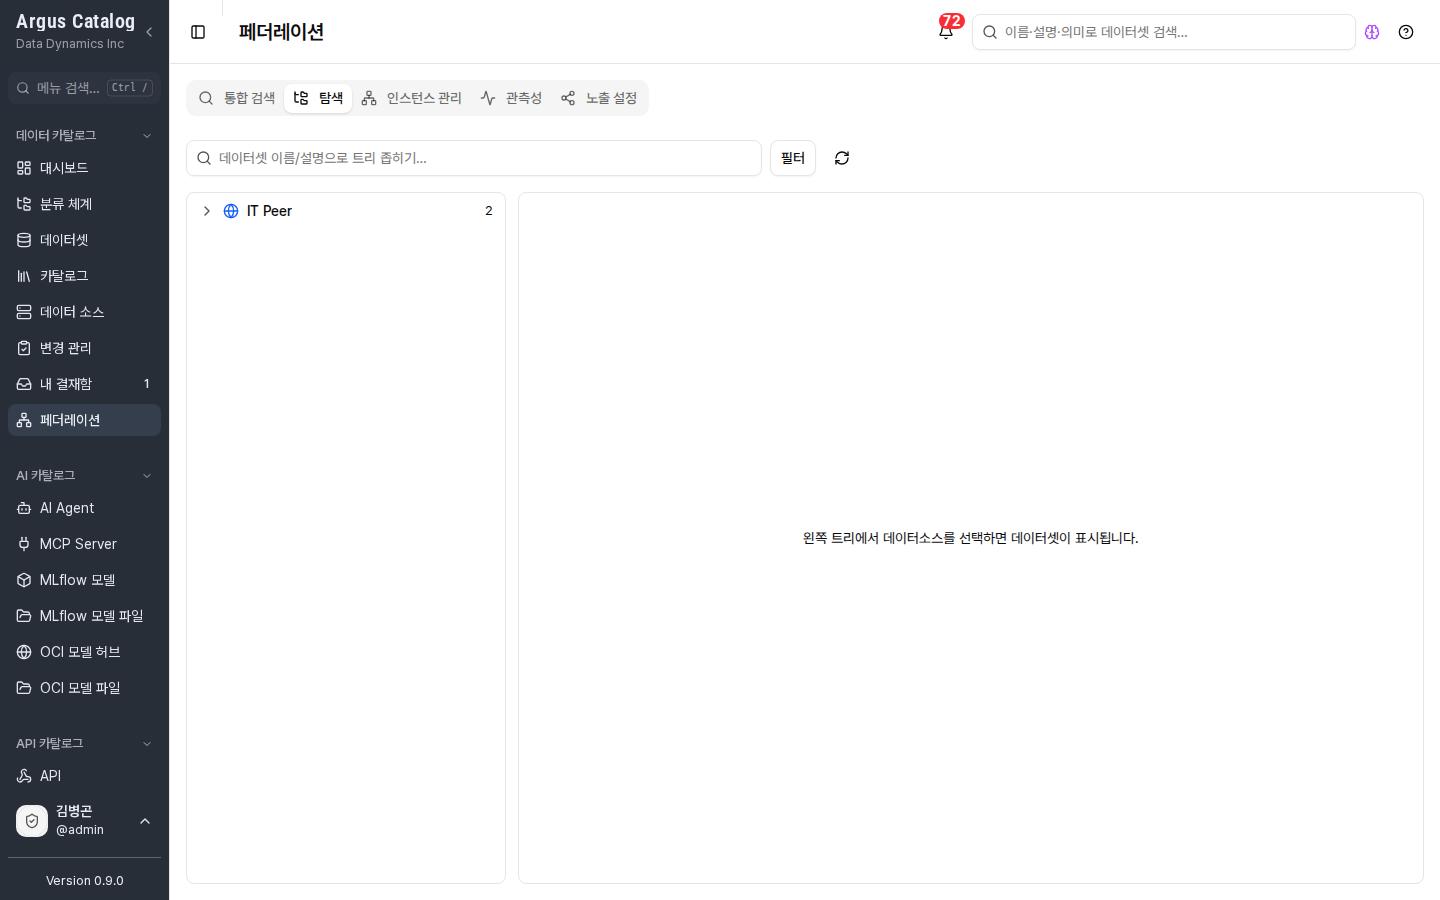 Argus Catalog
Data Dynamics Inc
메뉴 검색... Ctrl /
데이터 카탈로그
대시보드
분류 체계
데이터셋
카탈로그
데이터 소스
변경 관리
내 결재함 1
페더레이션
AI 카탈로그
AI Agent
MCP Server
MLflow 모델
MLflow 모델 파일
OCI 모델 허브
OCI 모델 파일
API 카탈로그
API
김병곤
@admin
Version 0.9.0
페더레이션
72
이름·설명·의미로 데이터셋 검색...
통합 검색 탐색 인스턴스 관리 관측성 노출 설정
데이터셋 이름/설명으로 트리 좁히기... 필터
IT Peer 2
왼쪽 트리에서 데이터소스를 선택하면 데이터셋이 표시됩니다.